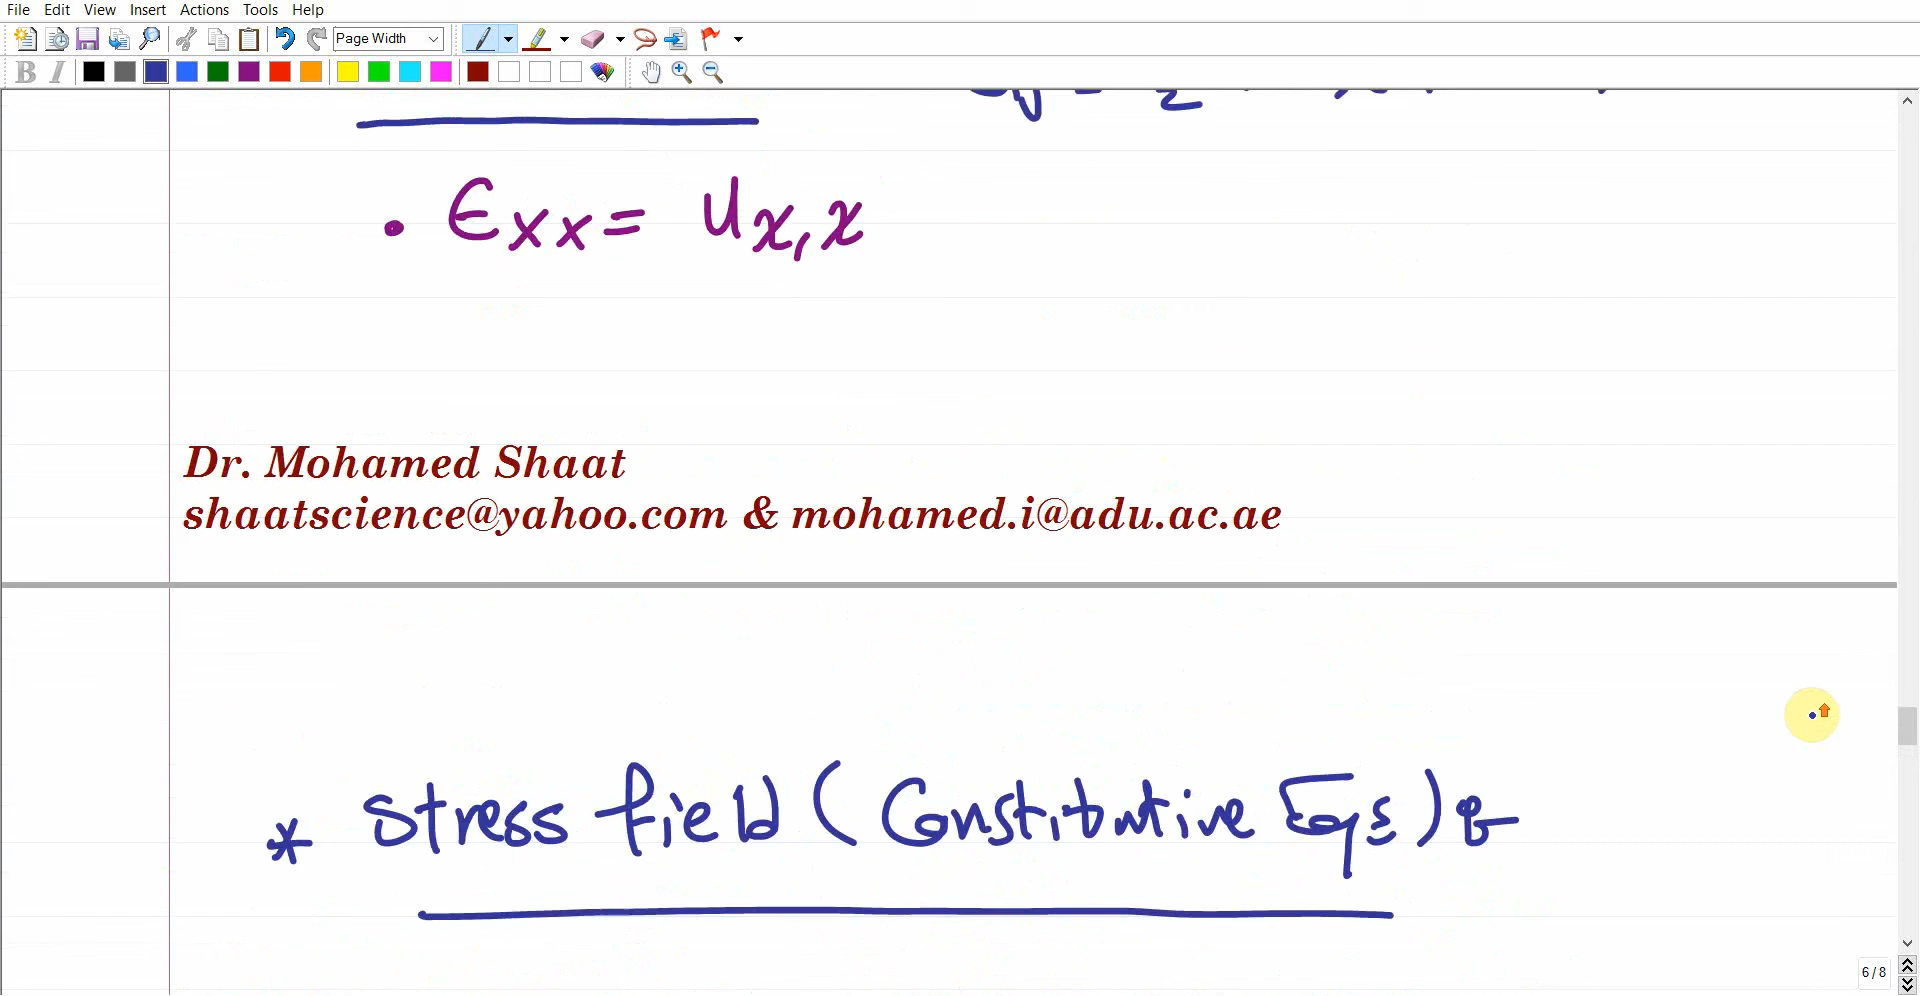 File Edit View Insert Actions Tools Help
Page Width
B I
• ϵxx = Ux,x
Dr. Mohamed Shaat
shaatscience@yahoo.com & mohamed.i@adu.ac.ae
* Stress field (Constitutive Eqs)
6/8